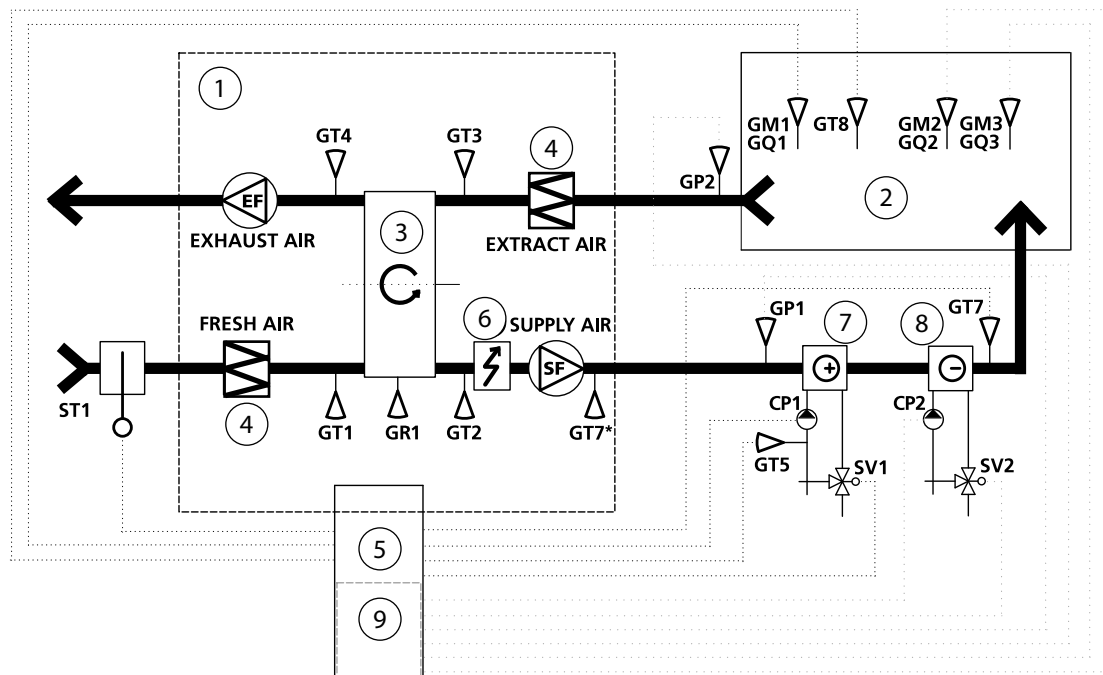 1
GT4
GT3
4
GP2
GM1
GQ1
GT8
GM2
GQ2
GM3
GQ3
2
EF
EXHAUST AIR
3
EXTRACT AIR
FRESH AIR
6
SUPPLY AIR
SF
GP1
7
8
GT7
+
−
ST1
4
GT1
GR1
GT2
GT7*
CP1
CP2
GT5
SV1
SV2
5
9